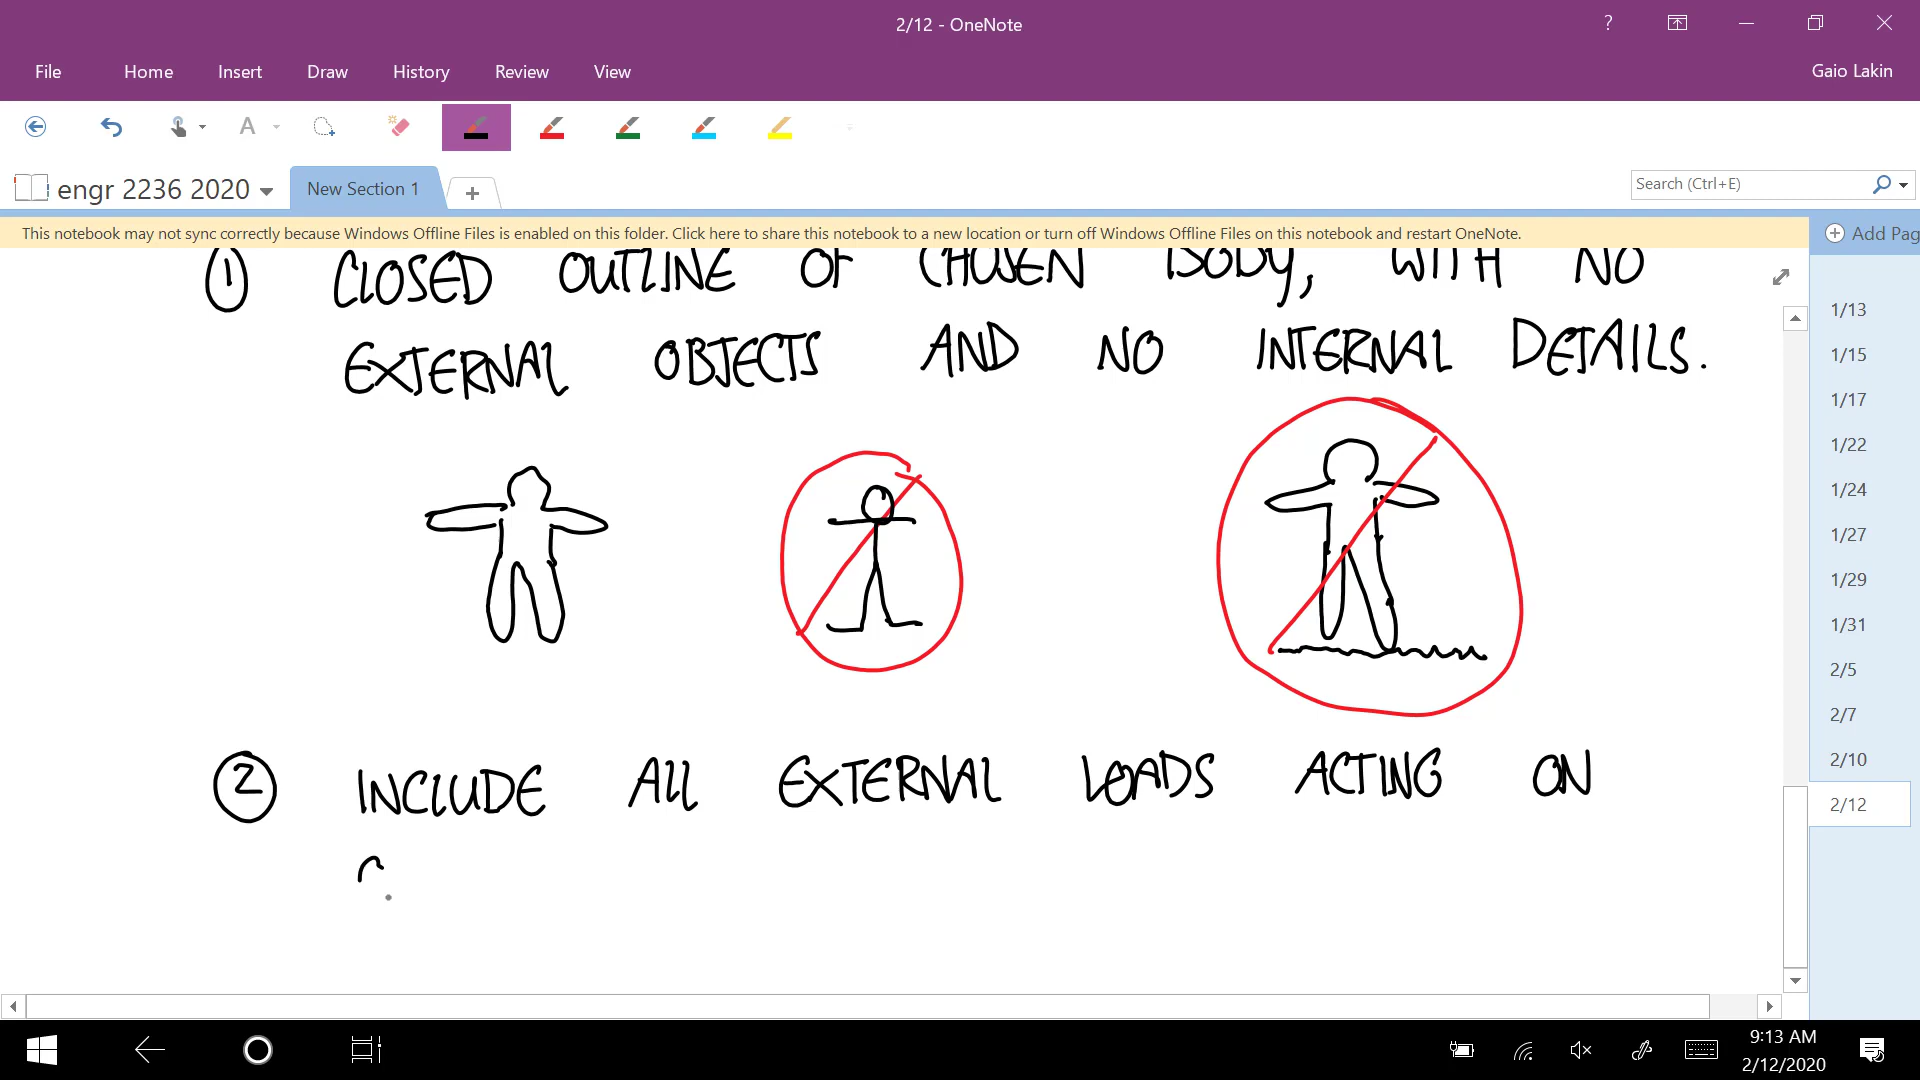 2/12 - OneNote
?
File Home Insert Draw History Review View
Gaio Lakin
A
engr 2236 2020
New Section 1
+
Search (Ctrl+E)
This notebook may not sync correctly because Windows Offline Files is enabled on this folder. Click here to share this notebook to a new location or turn off Windows Offline Files on this notebook and restart OneNote.
Add Pag
① CLOSED OUTLINE OF CHOSEN BODY, WITH NO
EXTERNAL OBJECTS AND NO INTERNAL DETAILS.
② INCLUDE ALL EXTERNAL LOADS ACTING ON
1/13
1/15
1/17
1/22
1/24
1/27
1/29
1/31
2/5
2/7
2/10
2/12
9:13 AM
2/12/2020